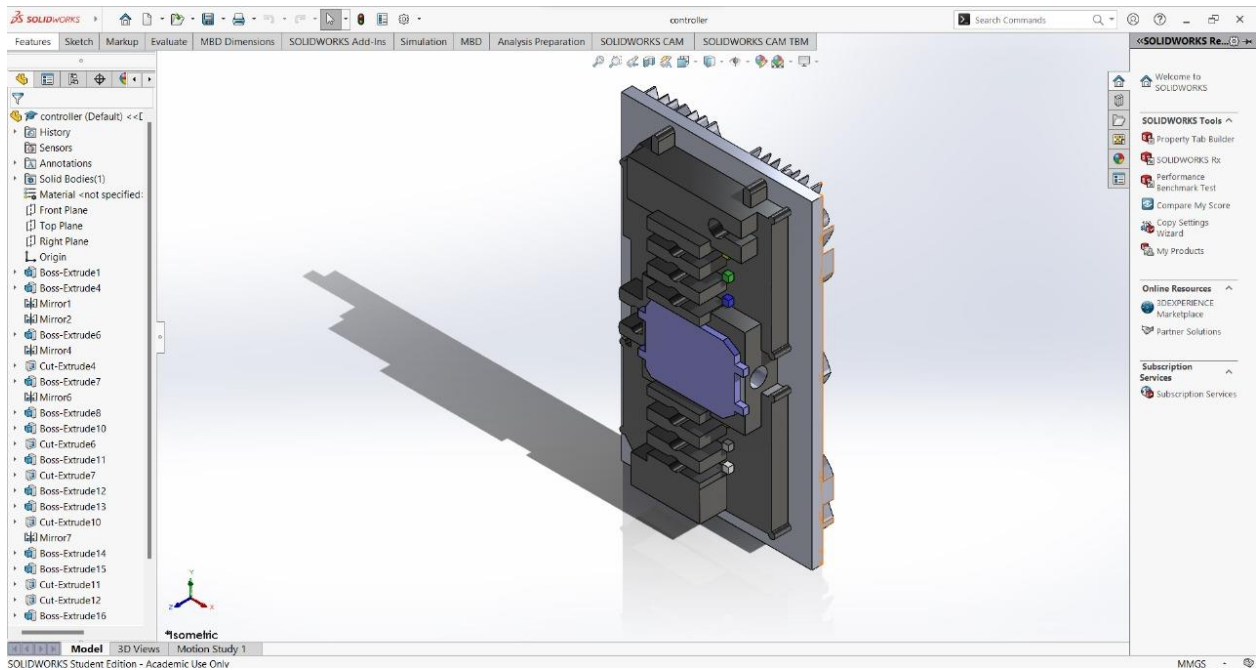 SOLIDWORKS
controller
Search Commands
Features Sketch Markup Evaluate MBD Dimensions SOLIDWORKS Add-Ins Simulation MBD Analysis Preparation SOLIDWORKS CAM SOLIDWORKS CAM TBM
controller (Default) <<D
History
Sensors
Annotations
Solid Bodies(1)
Material <not specified>
Front Plane
Top Plane
Right Plane
Origin
Boss-Extrude1
Boss-Extrude4
Mirror1
Mirror2
Boss-Extrude6
Mirror4
Cut-Extrude4
Boss-Extrude7
Mirror6
Boss-Extrude8
Boss-Extrude10
Cut-Extrude6
Boss-Extrude11
Cut-Extrude7
Boss-Extrude12
Boss-Extrude13
Cut-Extrude10
Mirror7
Boss-Extrude14
Boss-Extrude15
Cut-Extrude11
Cut-Extrude12
Boss-Extrude16
Y
Z X
*Isometric
Model 3D Views Motion Study 1
SOLIDWORKS Student Edition - Academic Use Only
MMGS
SOLIDWORKS Re...
Welcome to
SOLIDWORKS
SOLIDWORKS Tools
Property Tab Builder
SOLIDWORKS Rx
Performance
Benchmark Test
Compare My Score
Copy Settings
Wizard
My Products
Online Resources
3DEXPERIENCE
Marketplace
Partner Solutions
Subscription
Services
Subscription Services